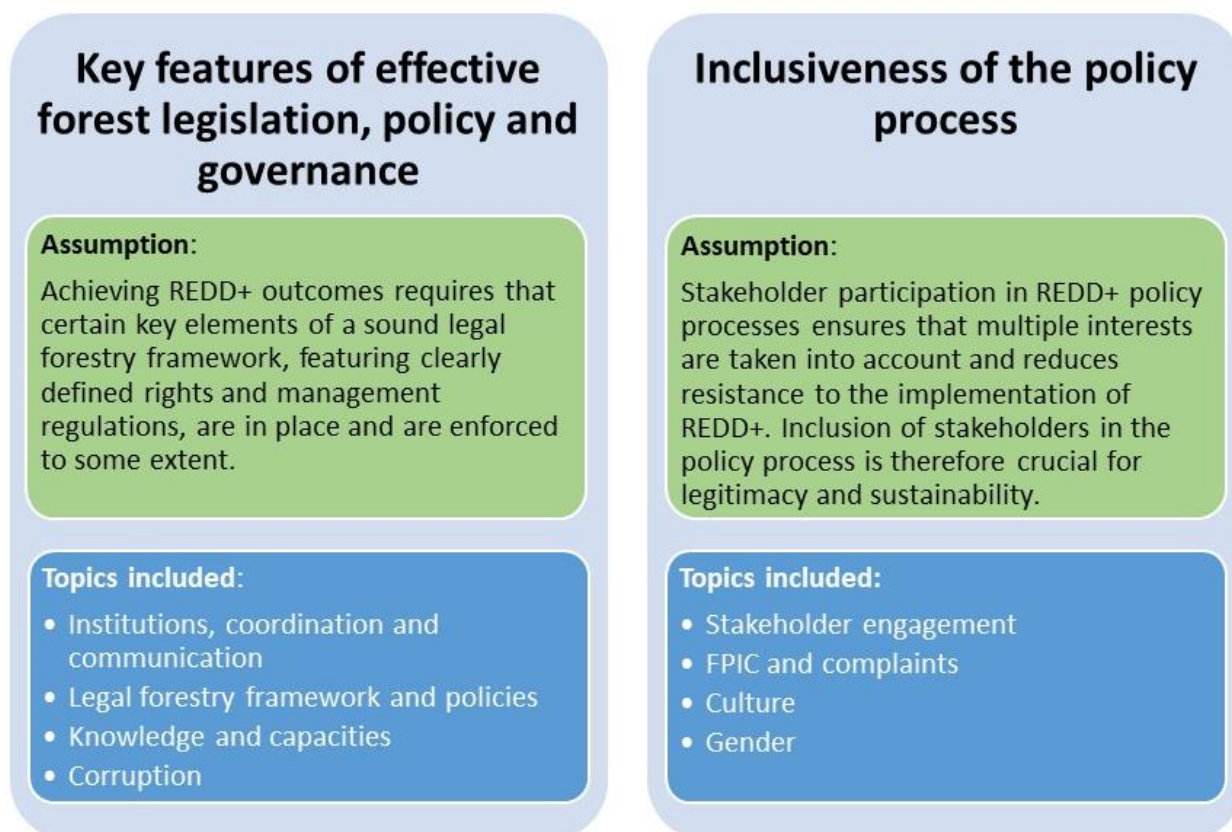 Key features of effective
forest legislation, policy and
governance
Assumption:
Achieving REDD+ outcomes requires that
certain key elements of a sound legal
forestry framework, featuring clearly
defined rights and management
regulations, are in place and are enforced
to some extent.
Topics included:
• Institutions, coordination and
communication
• Legal forestry framework and policies
• Knowledge and capacities
• Corruption
Inclusiveness of the policy
process
Assumption:
Stakeholder participation in REDD+ policy
processes ensures that multiple interests
are taken into account and reduces
resistance to the implementation of
REDD+. Inclusion of stakeholders in the
policy process is therefore crucial for
legitimacy and sustainability.
Topics included:
• Stakeholder engagement
• FPIC and complaints
• Culture
• Gender